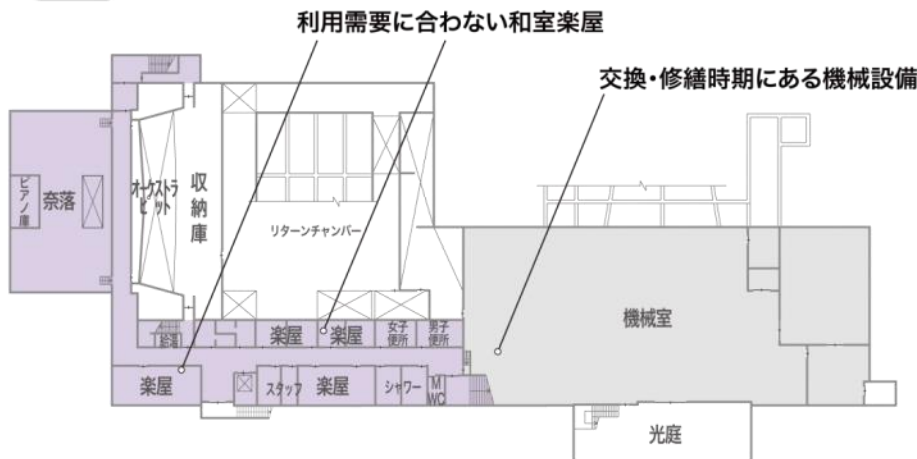 利用需要に合わない和室楽屋
交換・修繕時期にある機械設備
ピアノ庫
奈落
オーケストラ
ピット
収納庫
リターンチャンバー
給湯
楽屋
楽屋
女子
便所
男子
便所
機械室
楽屋
スタッフ
楽屋
シャワー
M
WC
光庭